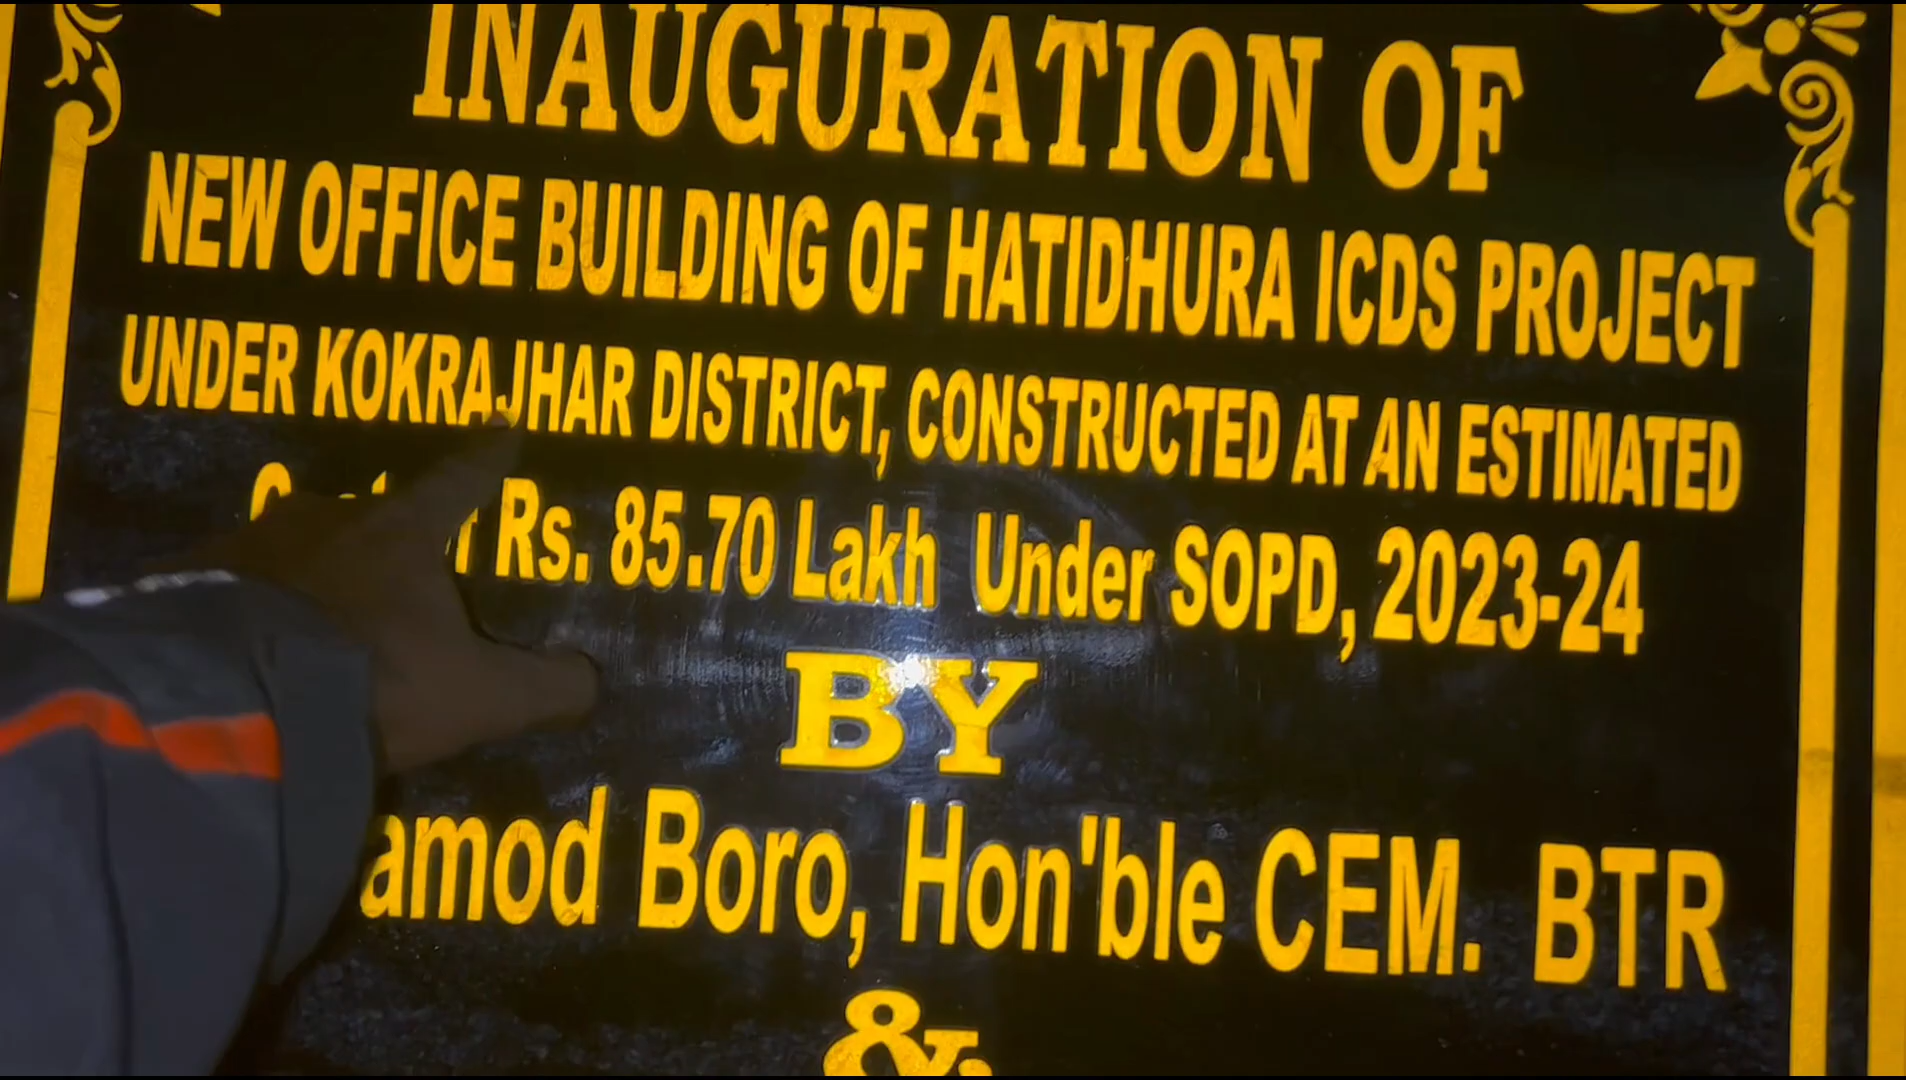 INAUGURATION OF
NEW OFFICE BUILDING OF HATIDHURA ICDS PROJECT
UNDER KOKRAJHAR DISTRICT, CONSTRUCTED AT AN ESTIMATED
Rs. 85.70 Lakh Under SOPD, 2023-24
BY
Boro, Hon'ble CEM. BTR
&